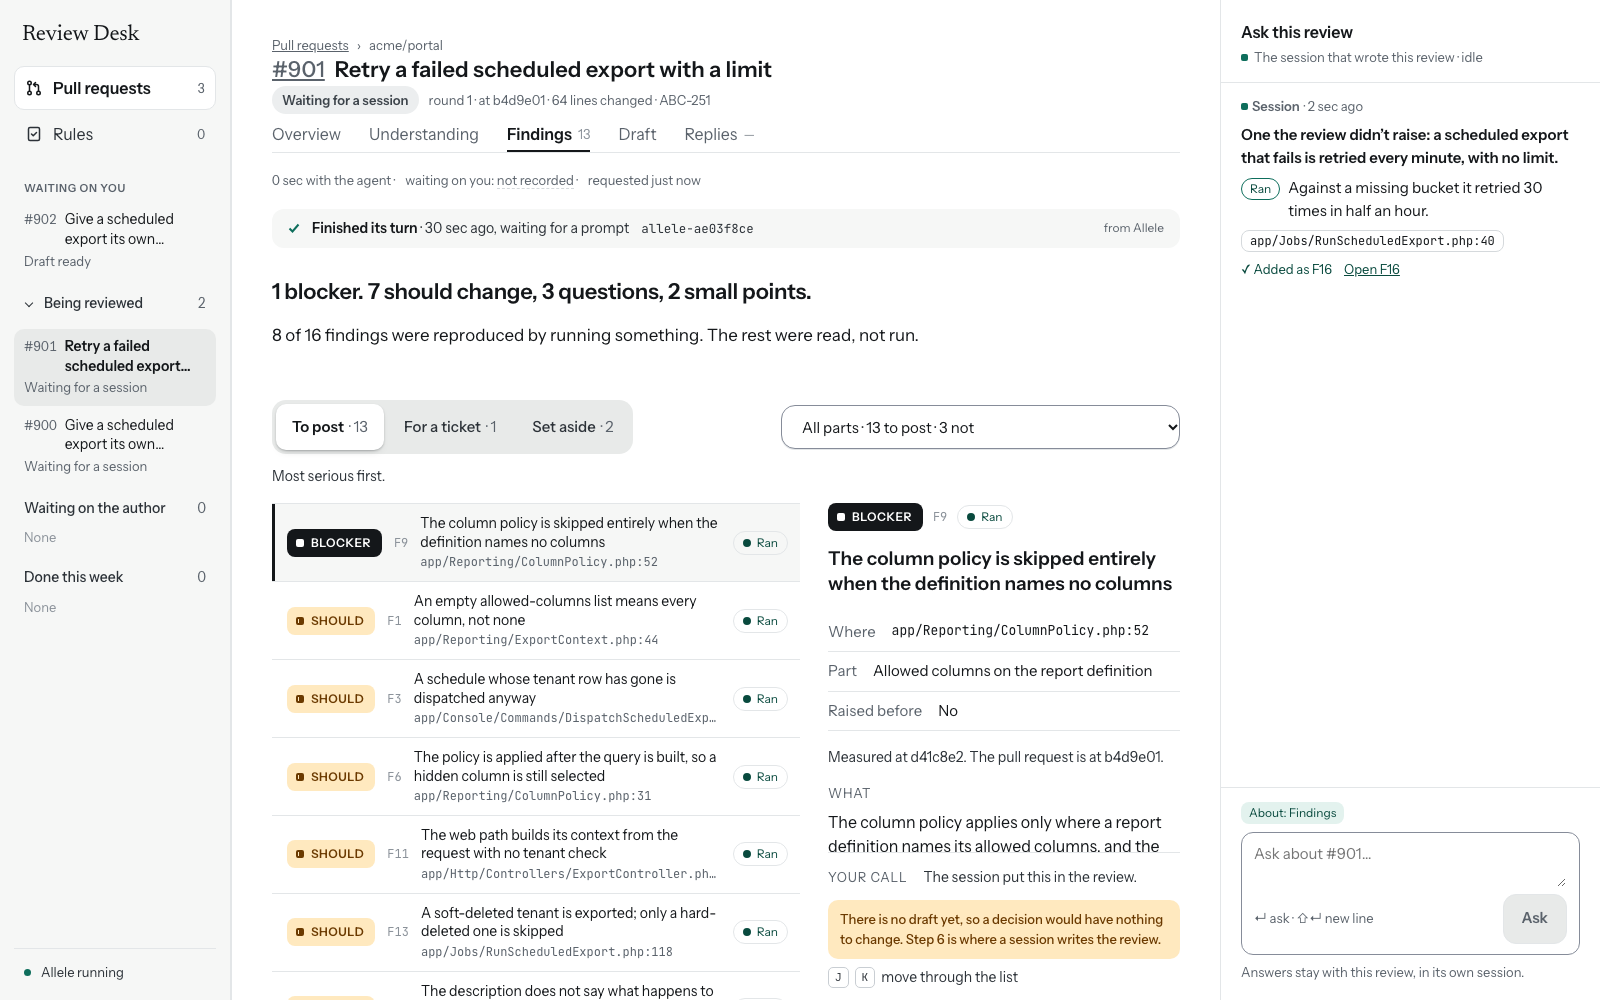 Review Desk
Pull requests 3
Rules 0
WAITING ON YOU
#902 Give a scheduled
export its own...
Draft ready
Being reviewed 2
#901 Retry a failed
scheduled export...
Waiting for a session
#900 Give a scheduled
export its own...
Waiting for a session
Waiting on the author 0
None
Done this week 0
None
Allele running
Pull requests › acme/portal
#901 Retry a failed scheduled export with a limit
Waiting for a session round 1 · at b4d9e01 · 64 lines changed · ABC-251
Overview Understanding Findings 13 Draft Replies —
0 sec with the agent · waiting on you: not recorded · requested just now
Finished its turn · 30 sec ago, waiting for a prompt allele-ae03f8ce from Allele
1 blocker. 7 should change, 3 questions, 2 small points.
8 of 16 findings were reproduced by running something. The rest were read, not run.
To post · 13 For a ticket · 1 Set aside · 2
All parts · 13 to post · 3 not
Most serious first.
BLOCKER F9 The column policy is skipped entirely when the
definition names no columns
app/Reporting/ColumnPolicy.php:52
Ran
SHOULD F1 An empty allowed-columns list means every
column, not none
app/Reporting/ExportContext.php:44
Ran
SHOULD F3 A schedule whose tenant row has gone is
dispatched anyway
app/Console/Commands/DispatchScheduledExp…
Ran
SHOULD F6 The policy is applied after the query is built, so a
hidden column is still selected
app/Reporting/ColumnPolicy.php:31
Ran
SHOULD F11 The web path builds its context from the
request with no tenant check
app/Http/Controllers/ExportController.ph…
Ran
SHOULD F13 A soft-deleted tenant is exported; only a hard-
deleted one is skipped
app/Jobs/RunScheduledExport.php:118
Ran
The description does not say what happens to
BLOCKER F9 Ran
The column policy is skipped entirely
when the definition names no columns
Where app/Reporting/ColumnPolicy.php:52
Part Allowed columns on the report definition
Raised before No
Measured at d41c8e2. The pull request is at b4d9e01.
WHAT
The column policy applies only where a report
definition names its allowed columns, and the
YOUR CALL The session put this in the review.
There is no draft yet, so a decision would have nothing
to change. Step 6 is where a session writes the review.
J K move through the list
Ask this review
The session that wrote this review · idle
Session · 2 sec ago
One the review didn't raise: a scheduled export
that fails is retried every minute, with no limit.
Ran Against a missing bucket it retried 30
times in half an hour.
app/Jobs/RunScheduledExport.php:40
✓ Added as F16 Open F16
About: Findings
Ask about #901...
↵ ask · ⇧↵ new line
Ask
Answers stay with this review, in its own session.